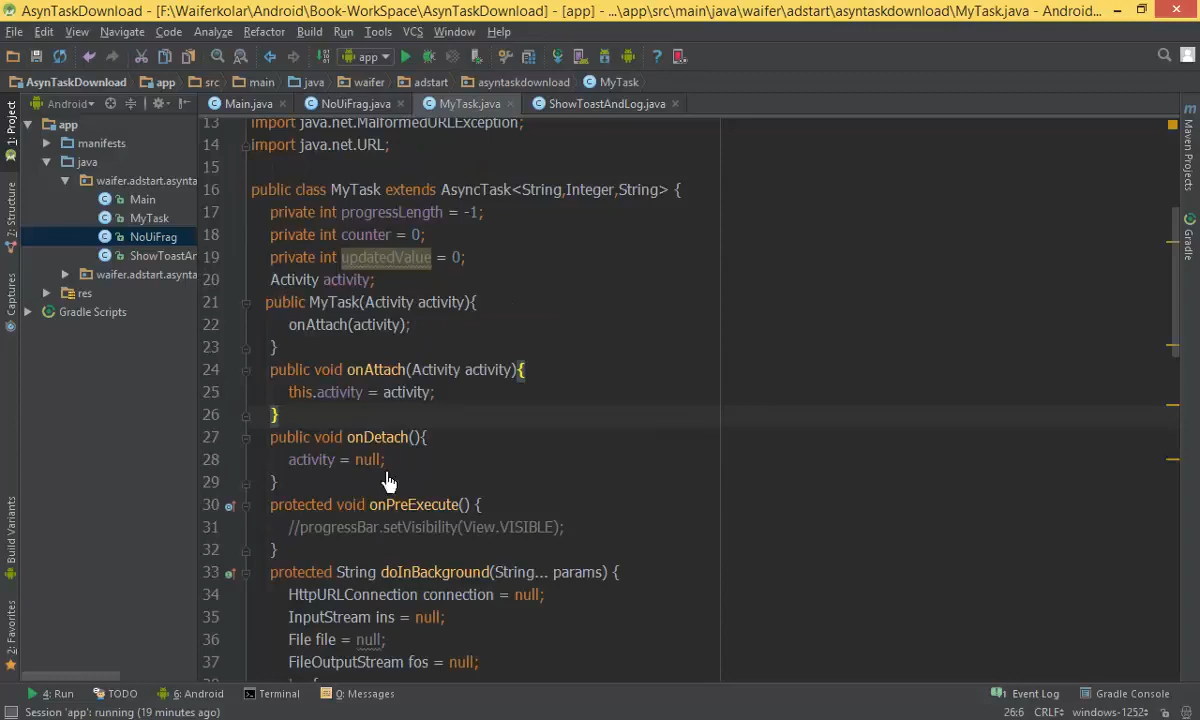 AsynTaskDownload - [F:\Waiferkolar\Android\Book-WorkSpace\AsynTaskDownload] - [app] - ...\app\src\main\java\waifer\adstart\asyntaskdownload\MyTask.java - Android...
File Edit View Navigate Code Analyze Refactor Build Run Tools VCS Window Help
app
AsynTaskDownload app src main java waifer adstart asyntaskdownload MyTask
Android Main.java NoUiFrag.java MyTask.java ShowToastAndLog.java
1: Project
Structure
Captures
Build Variants
2: Favorites
Maven Projects
Gradle
app
manifests
java
waifer.adstart.asynta
Main
MyTask
NoUiFrag
ShowToastAr
waifer.adstart.asynta
res
Gradle Scripts
13 import java.net.MalformedURLException;
14 import java.net.URL;
15
16 public class MyTask extends AsyncTask<String,Integer,String> {
17 private int progressLength = -1;
18 private int counter = 0;
19 private int updatedValue = 0;
20 Activity activity;
21 public MyTask(Activity activity){
22 onAttach(activity);
23 }
24 public void onAttach(Activity activity){
25 this.activity = activity;
26 }
27 public void onDetach(){
28 activity = null;
29 }
30 protected void onPreExecute() {
31 //progressBar.setVisibility(View.VISIBLE);
32 }
33 protected String doInBackground(String... params) {
34 HttpURLConnection connection = null;
35 InputStream ins = null;
36 File file = null;
37 FileOutputStream fos = null;
4: Run TODO 6: Android Terminal 0: Messages Event Log Gradle Console
Session 'app': running (19 minutes ago) 26:6 CRLF windows-1252